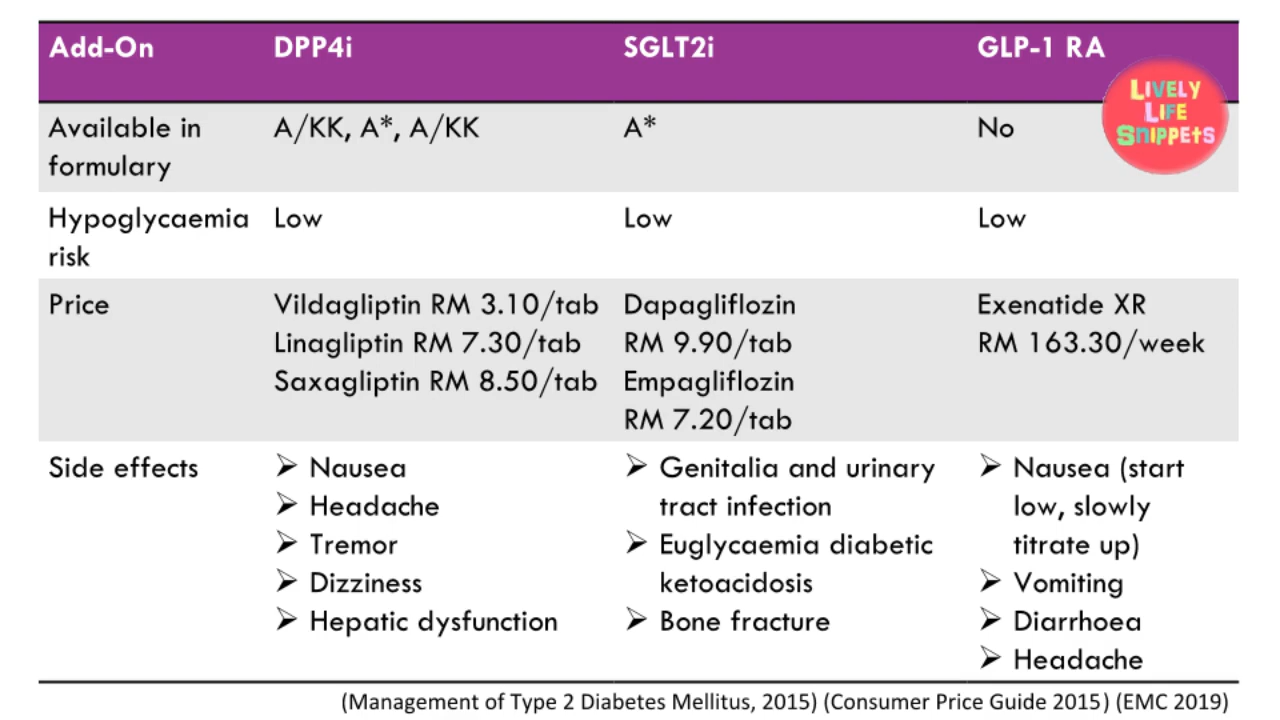 Add-On DPP4i SGLT2i GLP-1 RA
LIVELY
LIFE
SNIPPETS
Available in formulary A/KK, A*, A/KK A* No
Hypoglycaemia risk Low Low Low
Price
Vildagliptin RM 3.10/tab
Linagliptin RM 7.30/tab
Saxagliptin RM 8.50/tab
Dapagliflozin
RM 9.90/tab
Empagliflozin
RM 7.20/tab
Exenatide XR
RM 163.30/week
Side effects
➢ Nausea
➢ Headache
➢ Tremor
➢ Dizziness
➢ Hepatic dysfunction
➢ Genitalia and urinary
tract infection
➢ Euglycaemia diabetic
ketoacidosis
➢ Bone fracture
➢ Nausea (start
low, slowly
titrate up)
➢ Vomiting
➢ Diarrhoea
➢ Headache
(Management of Type 2 Diabetes Mellitus, 2015) (Consumer Price Guide 2015) (EMC 2019)